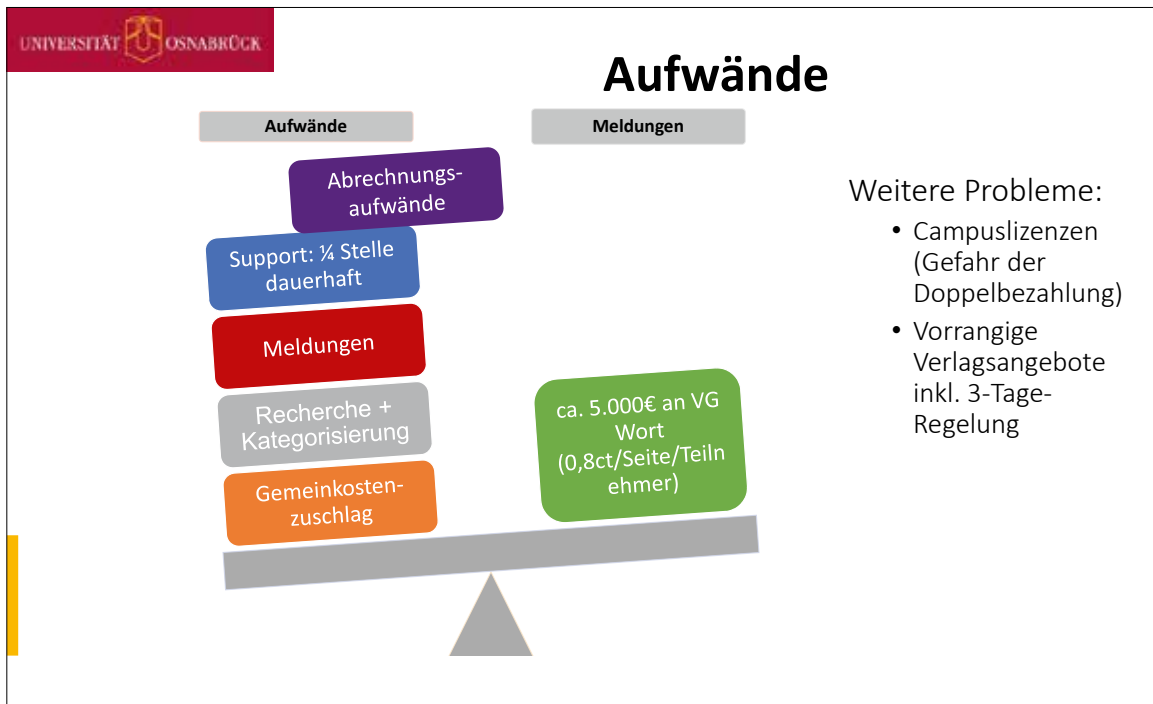 UNIVERSITÄT OSNABRÜCK
Aufwände
Aufwände
Meldungen
Abrechnungs-
aufwände
Support: ¼ Stelle
dauerhaft
Meldungen
Recherche +
Kategorisierung
Gemeinkosten-
zuschlag
ca. 5.000€ an VG
Wort
(0,8ct/Seite/Teiln
ehmer)
Weitere Probleme:
• Campuslizenzen
(Gefahr der
Doppelbezahlung)
• Vorrangige
Verlagsangebote
inkl. 3-Tage-
Regelung